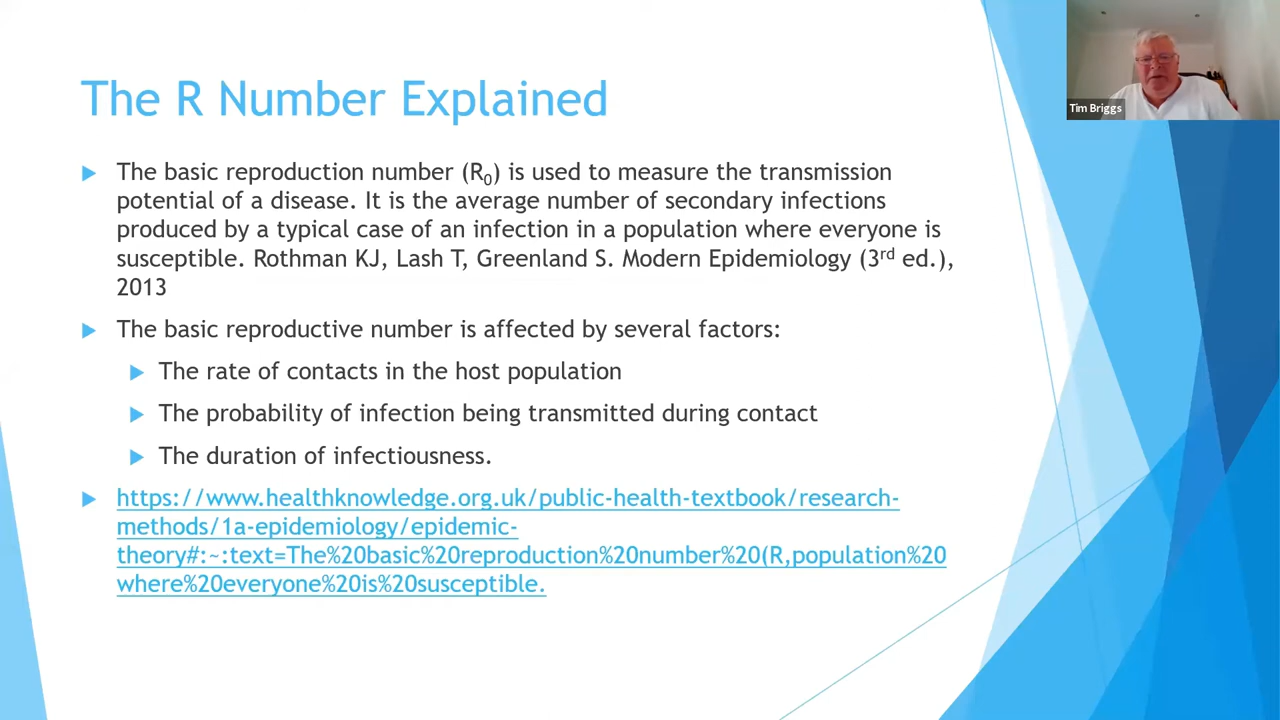 The R Number Explained
Tim Briggs
The basic reproduction number (R₀) is used to measure the transmission
potential of a disease. It is the average number of secondary infections
produced by a typical case of an infection in a population where everyone is
susceptible. Rothman KJ, Lash T, Greenland S. Modern Epidemiology (3rd ed.),
2013
The basic reproductive number is affected by several factors:
The rate of contacts in the host population
The probability of infection being transmitted during contact
The duration of infectiousness.
https://www.healthknowledge.org.uk/public-health-textbook/research-
methods/1a-epidemiology/epidemic-
theory#:~:text=The%20basic%20reproduction%20number%20(R,population%20
where%20everyone%20is%20susceptible.